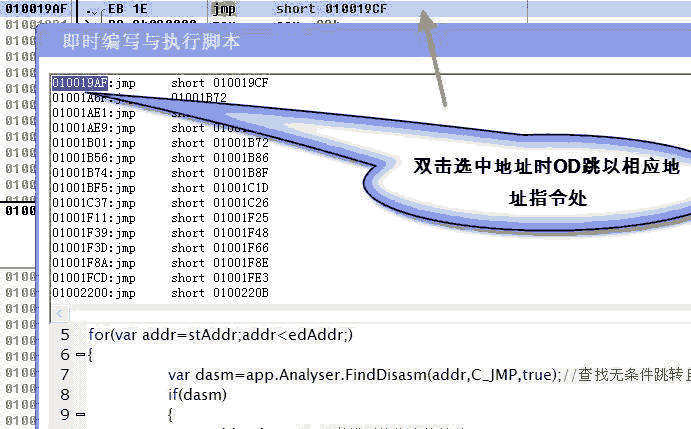 010019AF . EB 1E jmp short 010019CF
即时编写与执行脚本
010019AF:jmp short 010019CF
01001A6F:jmp 01001B72
01001AE1:jmp
01001AE9:jmp
01001B01:jmp short 01001B72
01001B56:jmp short 01001B86
01001B74:jmp short 01001B8F
01001BF5:jmp short 01001C1D
01001C37:jmp short 01001C26
01001F11:jmp short 01001F25
01001F39:jmp short 01001F48
01001F3D:jmp short 01001F66
01001F8A:jmp short 01001F8E
01001FCD:jmp short 01001FE3
01002200:jmp short 0100220B
双击选中地址时OD跳以相应地
址指令处
5 for(var addr=stAddr;addr<edAddr;)
6 {
7 var dasm=app.Analyser.FindDisasm(addr,C_JMP,true);//查找无条件跳转
8 if(dasm)
9 {